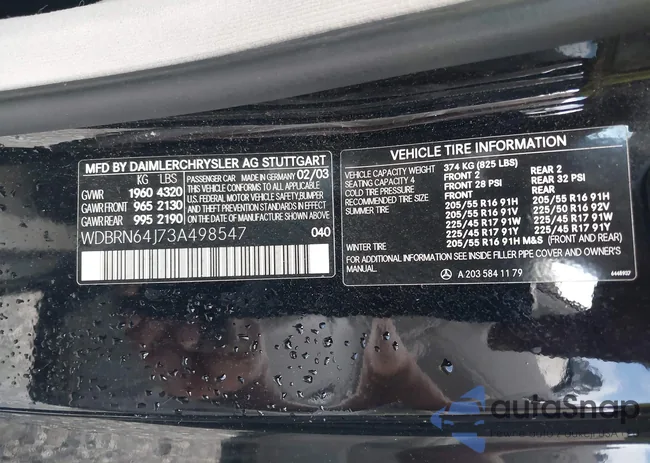 MFD BY DAIMLERCHRYSLER AG STUTTGART
KG LBS
GVWR 1960 4320
GAWR FRONT 965 2130
GAWR REAR 995 2190
PASSENGER CAR MADE IN GERMANY 02/03
THIS VEHICLE CONFORMS TO ALL APPLICABLE
U.S. FEDERAL MOTOR VEHICLE SAFETY, BUMPER
AND THEFT PREVENTION STANDARDS IN EFFECT
ON THE DATE OF MANUFACTURE SHOWN ABOVE
WDBRN64J73A498547 040
VEHICLE TIRE INFORMATION
VEHICLE CAPACITY WEIGHT 374 KG (825 LBS)
SEATING CAPACITY 4 FRONT 2 REAR 2
COLD TIRE PRESSURE FRONT 28 PSI REAR 32 PSI
RECOMMENDED TIRE SIZE FRONT REAR
SUMMER TIRE 205/55 R16 91H 205/55 R16 91H
205/55 R16 91V 225/50 R16 92V
225/45 R17 91W 225/45 R17 91W
225/45 R17 91Y 225/45 R17 91Y
WINTER TIRE 205/55 R16 91H M&S (FRONT AND REAR)
FOR ADDITIONAL INFORMATION SEE INSIDE FILLER PIPE COVER AND OWNER'S
MANUAL
A 203 584 11 79
autoSnap